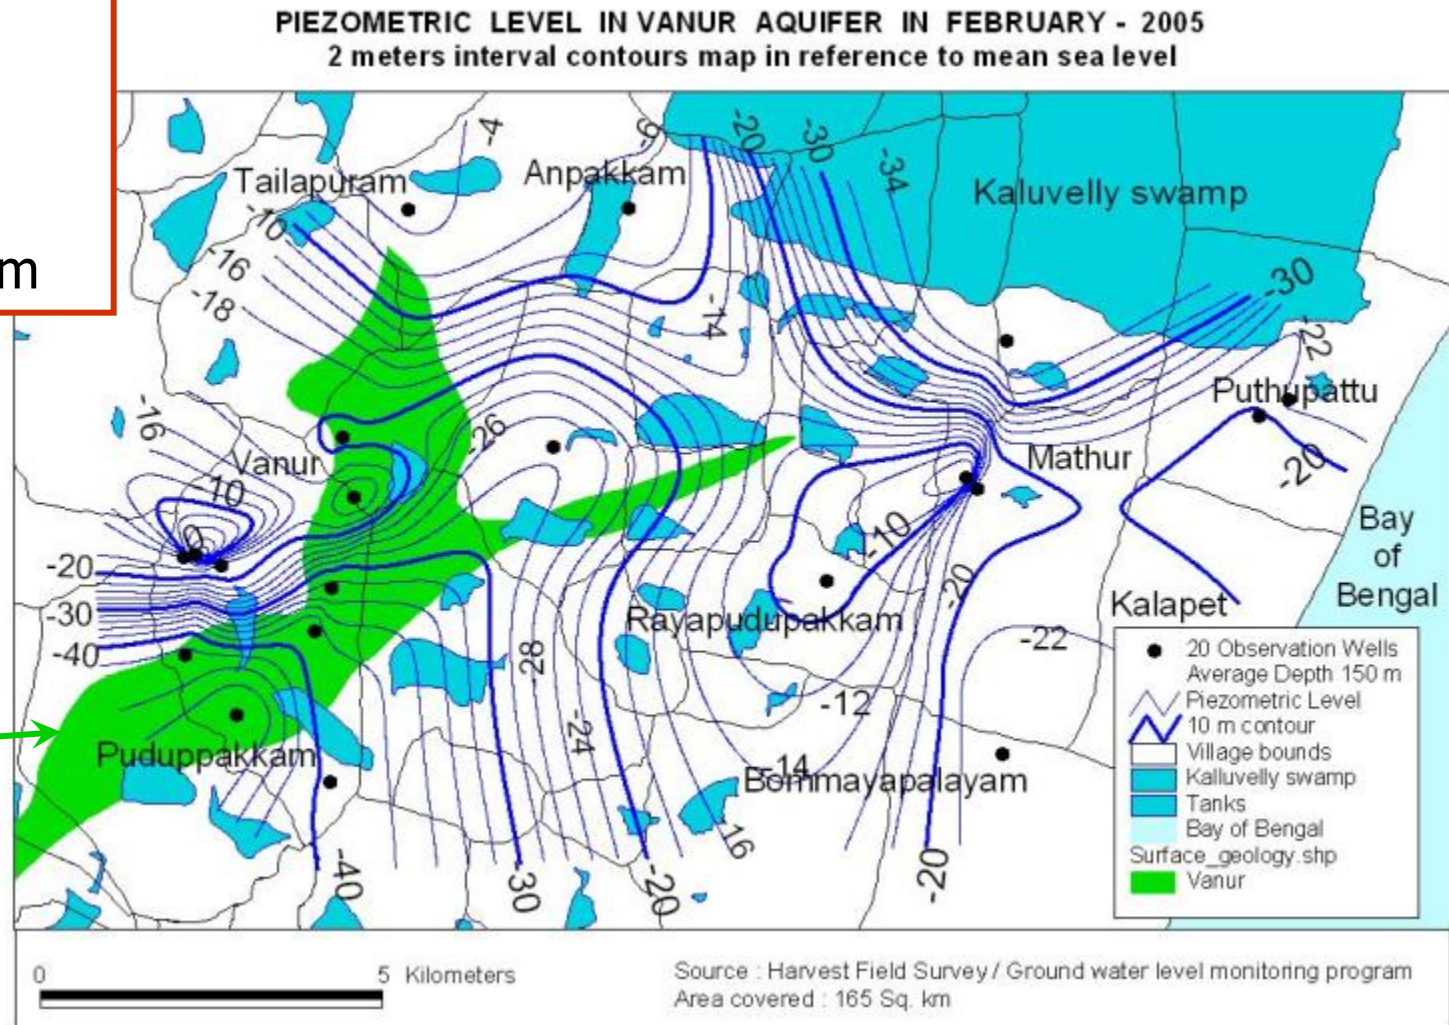 PIEZOMETRIC LEVEL IN VANUR AQUIFER IN FEBRUARY - 2005
2 meters interval contours map in reference to mean sea level
m
-4
-6
-20
-30
-34
Kaluvelly swamp
Tailapuram
Anpakkam
-10
-16
-18
-14
-30
-22
Puthupattu
-16
Vanur
-26
-10
0
Mathur
-20
-10
Bay
of
Bengal
-20
-30
-40
-20
Kalapet
Rayapudupakkam
-22
-28
-24
-12
Puduppakkam
-14
Bommayapalayam
16
-40
-30
-20
-20
20 Observation Wells
Average Depth 150 m
Piezometric Level
10 m contour
Village bounds
Kalluvelly swamp
Tanks
Bay of Bengal
Surface_geology.shp
Vanur
0 5 Kilometers
Source : Harvest Field Survey / Ground water level monitoring program
Area covered : 165 Sq. km